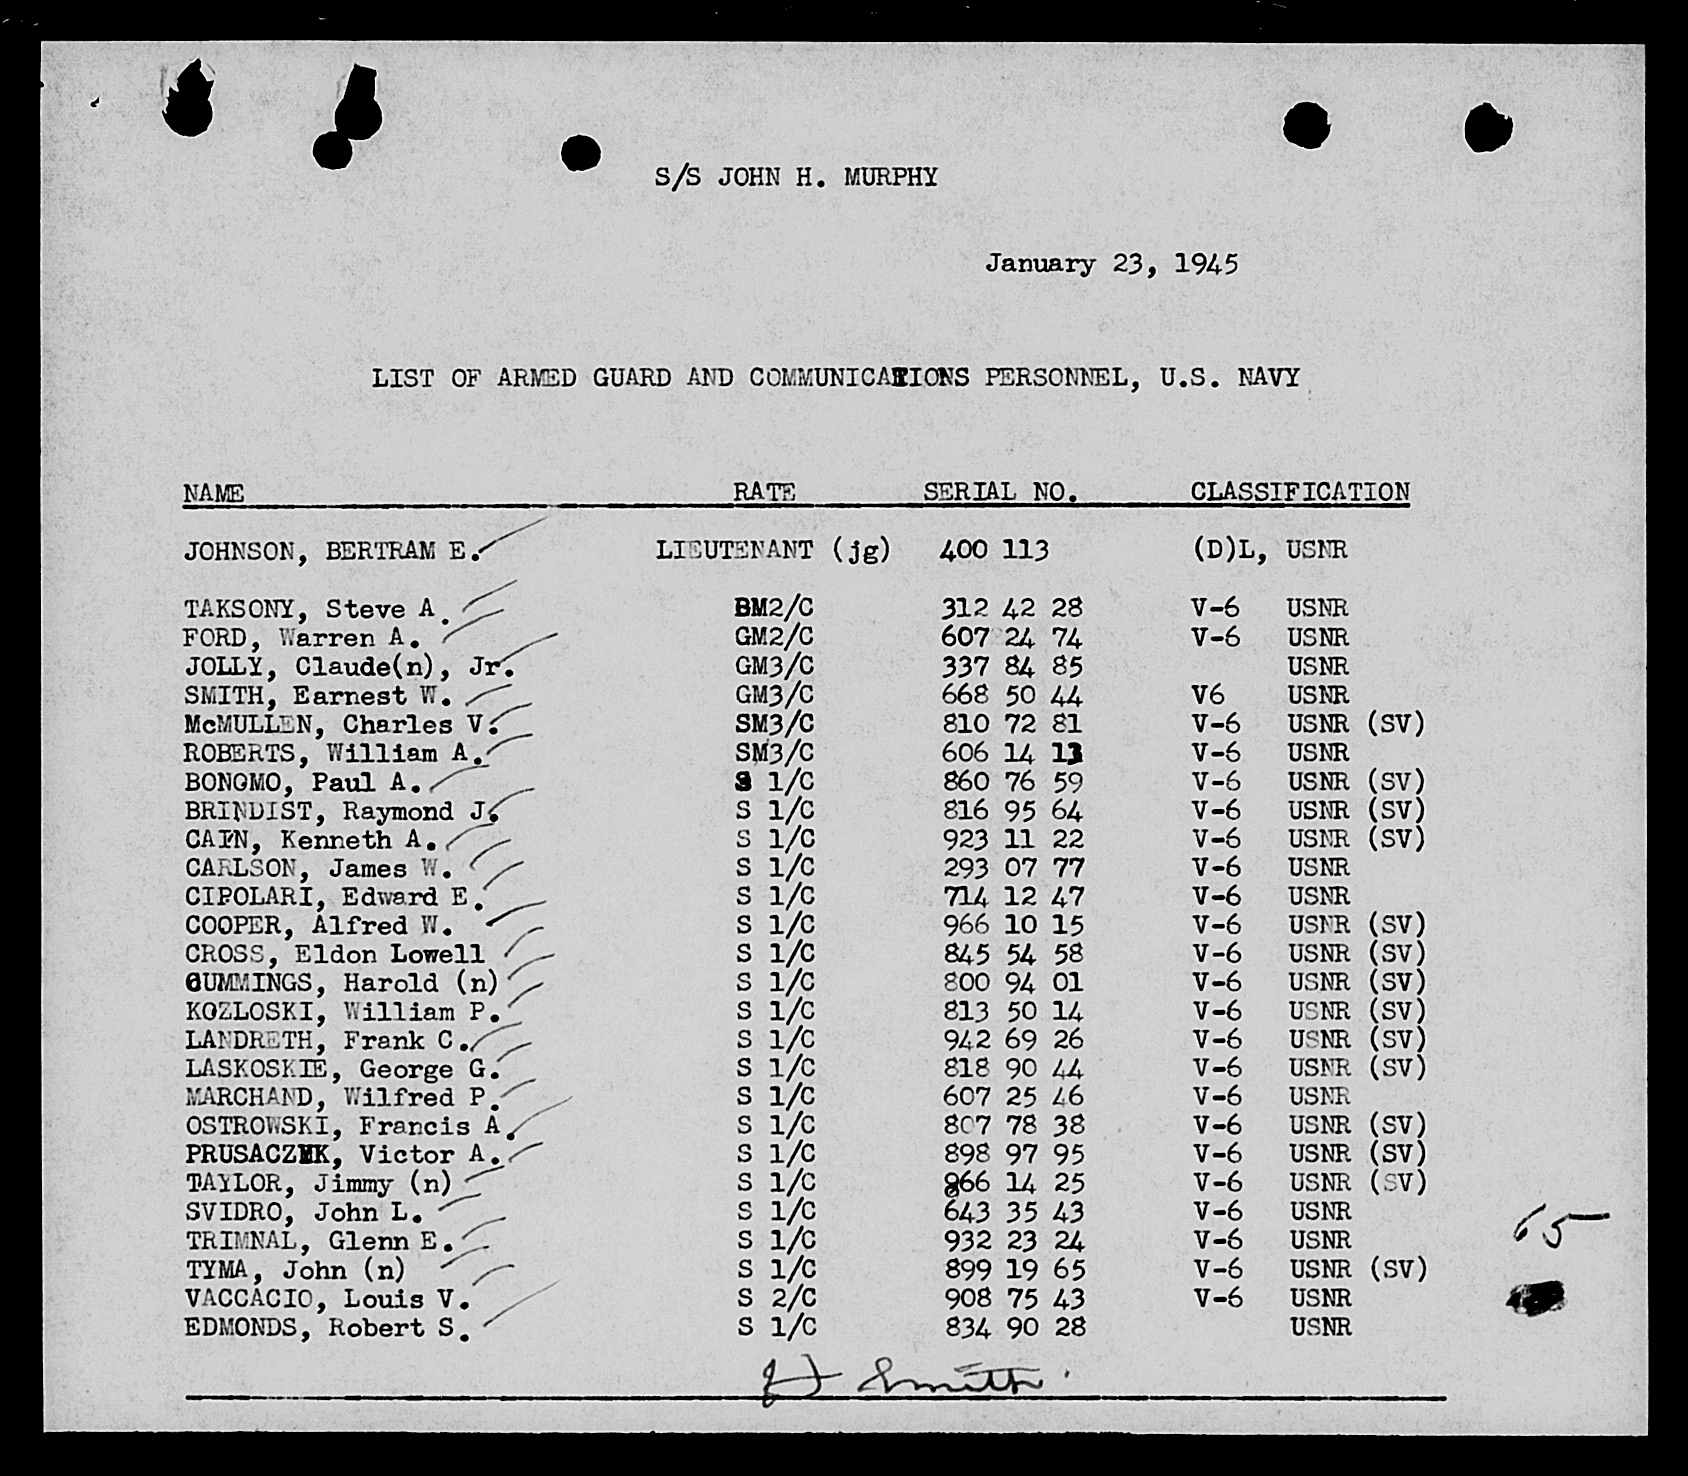 S/S JOHN H. MURPHY
January 23, 1945
LIST OF ARMED GUARD AND COMMUNICATIONS PERSONNEL, U.S. NAVY
NAME RATE SERIAL NO. CLASSIFICATION
JOHNSON, BERTRAM E. LIEUTENANT (jg) 400 113 (D)L, USNR
TAKSONY, Steve A. BM2/C 312 42 28 V-6 USNR
FORD, Warren A. GM2/C 607 24 74 V-6 USNR
JOLLY, Claude(n), Jr. GM3/C 337 84 85 USNR
SMITH, Earnest W. GM3/C 668 50 44 V6 USNR
McMULLEN, Charles V. SM3/C 810 72 81 V-6 USNR (SV)
ROBERTS, William A. SM3/C 606 14 13 V-6 USNR
BONGMO, Paul A. S 1/C 860 76 59 V-6 USNR (SV)
BRINDIST, Raymond J. S 1/C 816 95 64 V-6 USNR (SV)
CAIN, Kenneth A. S 1/C 923 11 22 V-6 USNR (SV)
CARLSON, James W. S 1/C 293 07 77 V-6 USNR
CIPOLARI, Edward E. S 1/C 714 12 47 V-6 USNR
COOPER, Alfred W. S 1/C 966 10 15 V-6 USNR (SV)
CROSS, Eldon Lowell S 1/C 845 54 58 V-6 USNR (SV)
CUMMINGS, Harold (n) S 1/C 800 94 01 V-6 USNR (SV)
KOZLOSKI, William P. S 1/C 813 50 14 V-6 USNR (SV)
LANDRETH, Frank C. S 1/C 942 69 26 V-6 USNR (SV)
LASKOSKIE, George G. S 1/C 818 90 44 V-6 USNR (SV)
MARCHAND, Wilfred P. S 1/C 607 25 46 V-6 USNR
OSTROWSKI, Francis A. S 1/C 807 78 38 V-6 USNR (SV)
PRUSACZYK, Victor A. S 1/C 898 97 95 V-6 USNR (SV)
TAYLOR, Jimmy (n) S 1/C 966 14 25 V-6 USNR (SV)
SVIDRO, John L. S 1/C 643 35 43 V-6 USNR
TRIMNAL, Glenn E. S 1/C 932 23 24 V-6 USNR
TYMA, John (n) S 1/C 899 19 65 V-6 USNR (SV)
VACCACIO, Louis V. S 2/C 908 75 43 V-6 USNR
EDMONDS, Robert S. S 1/C 834 90 28 USNR
65
Smith